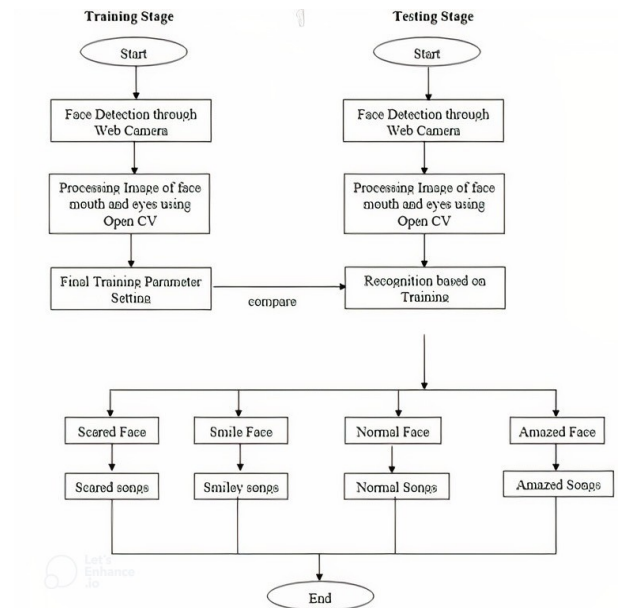 Training Stage
Testing Stage
Start
Start
Face Detection through
Web Camera
Face Detection through
Web Camera
Processing Image of face
mouth and eyes using
Open CV
Processing Image of face
mouth and eyes using
Open CV
Final Training Parameter
Setting
compare
Recognition based on
Training
Scared Face
Smile Face
Normal Face
Amazed Face
Scared songs
Smiley songs
Normal Songs
Amazed Songs
Let's
Enhance
End